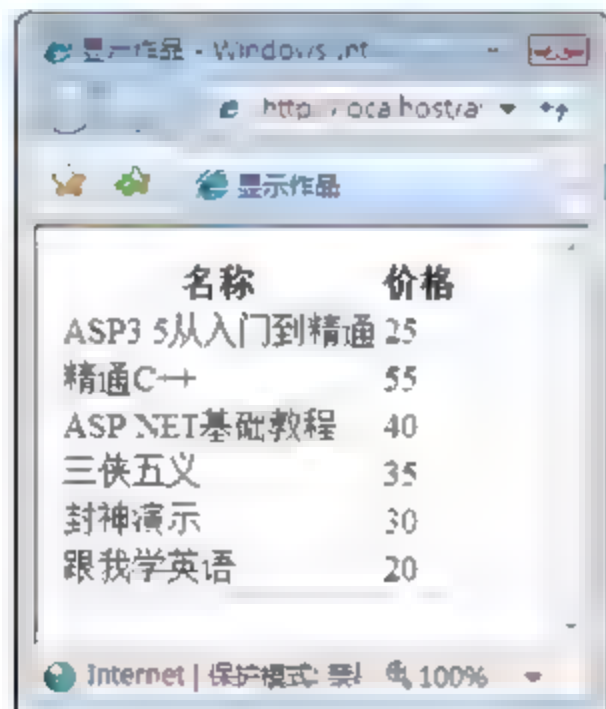 显示作品 - Windows Int
http://localhost/a
显示作品
名称 价格
ASP3 5从入门到精通 25
精通C++ 55
ASP NET基础教程 40
三侠五义 35
封神演示 30
跟我学英语 20
Internet | 保护模式: 禁 100%